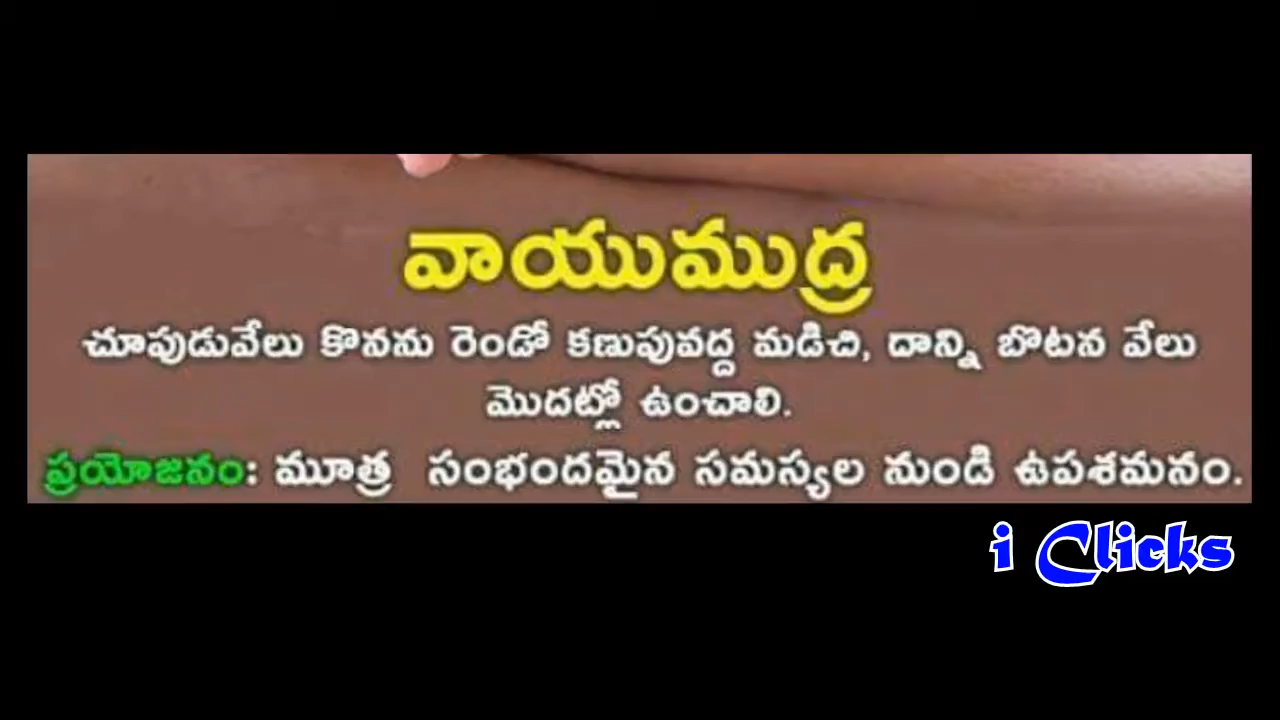 వాయుముద్ర
చూపుడువేలు కొనను రెండో కణుపువద్ద మడిచి, దాన్ని బొటన వేలు
మొదట్లో ఉంచాలి.
ప్రయోజనం: మూత్ర సంభందమైన సమస్యల నుండి ఉపశమనం.
i Clicks